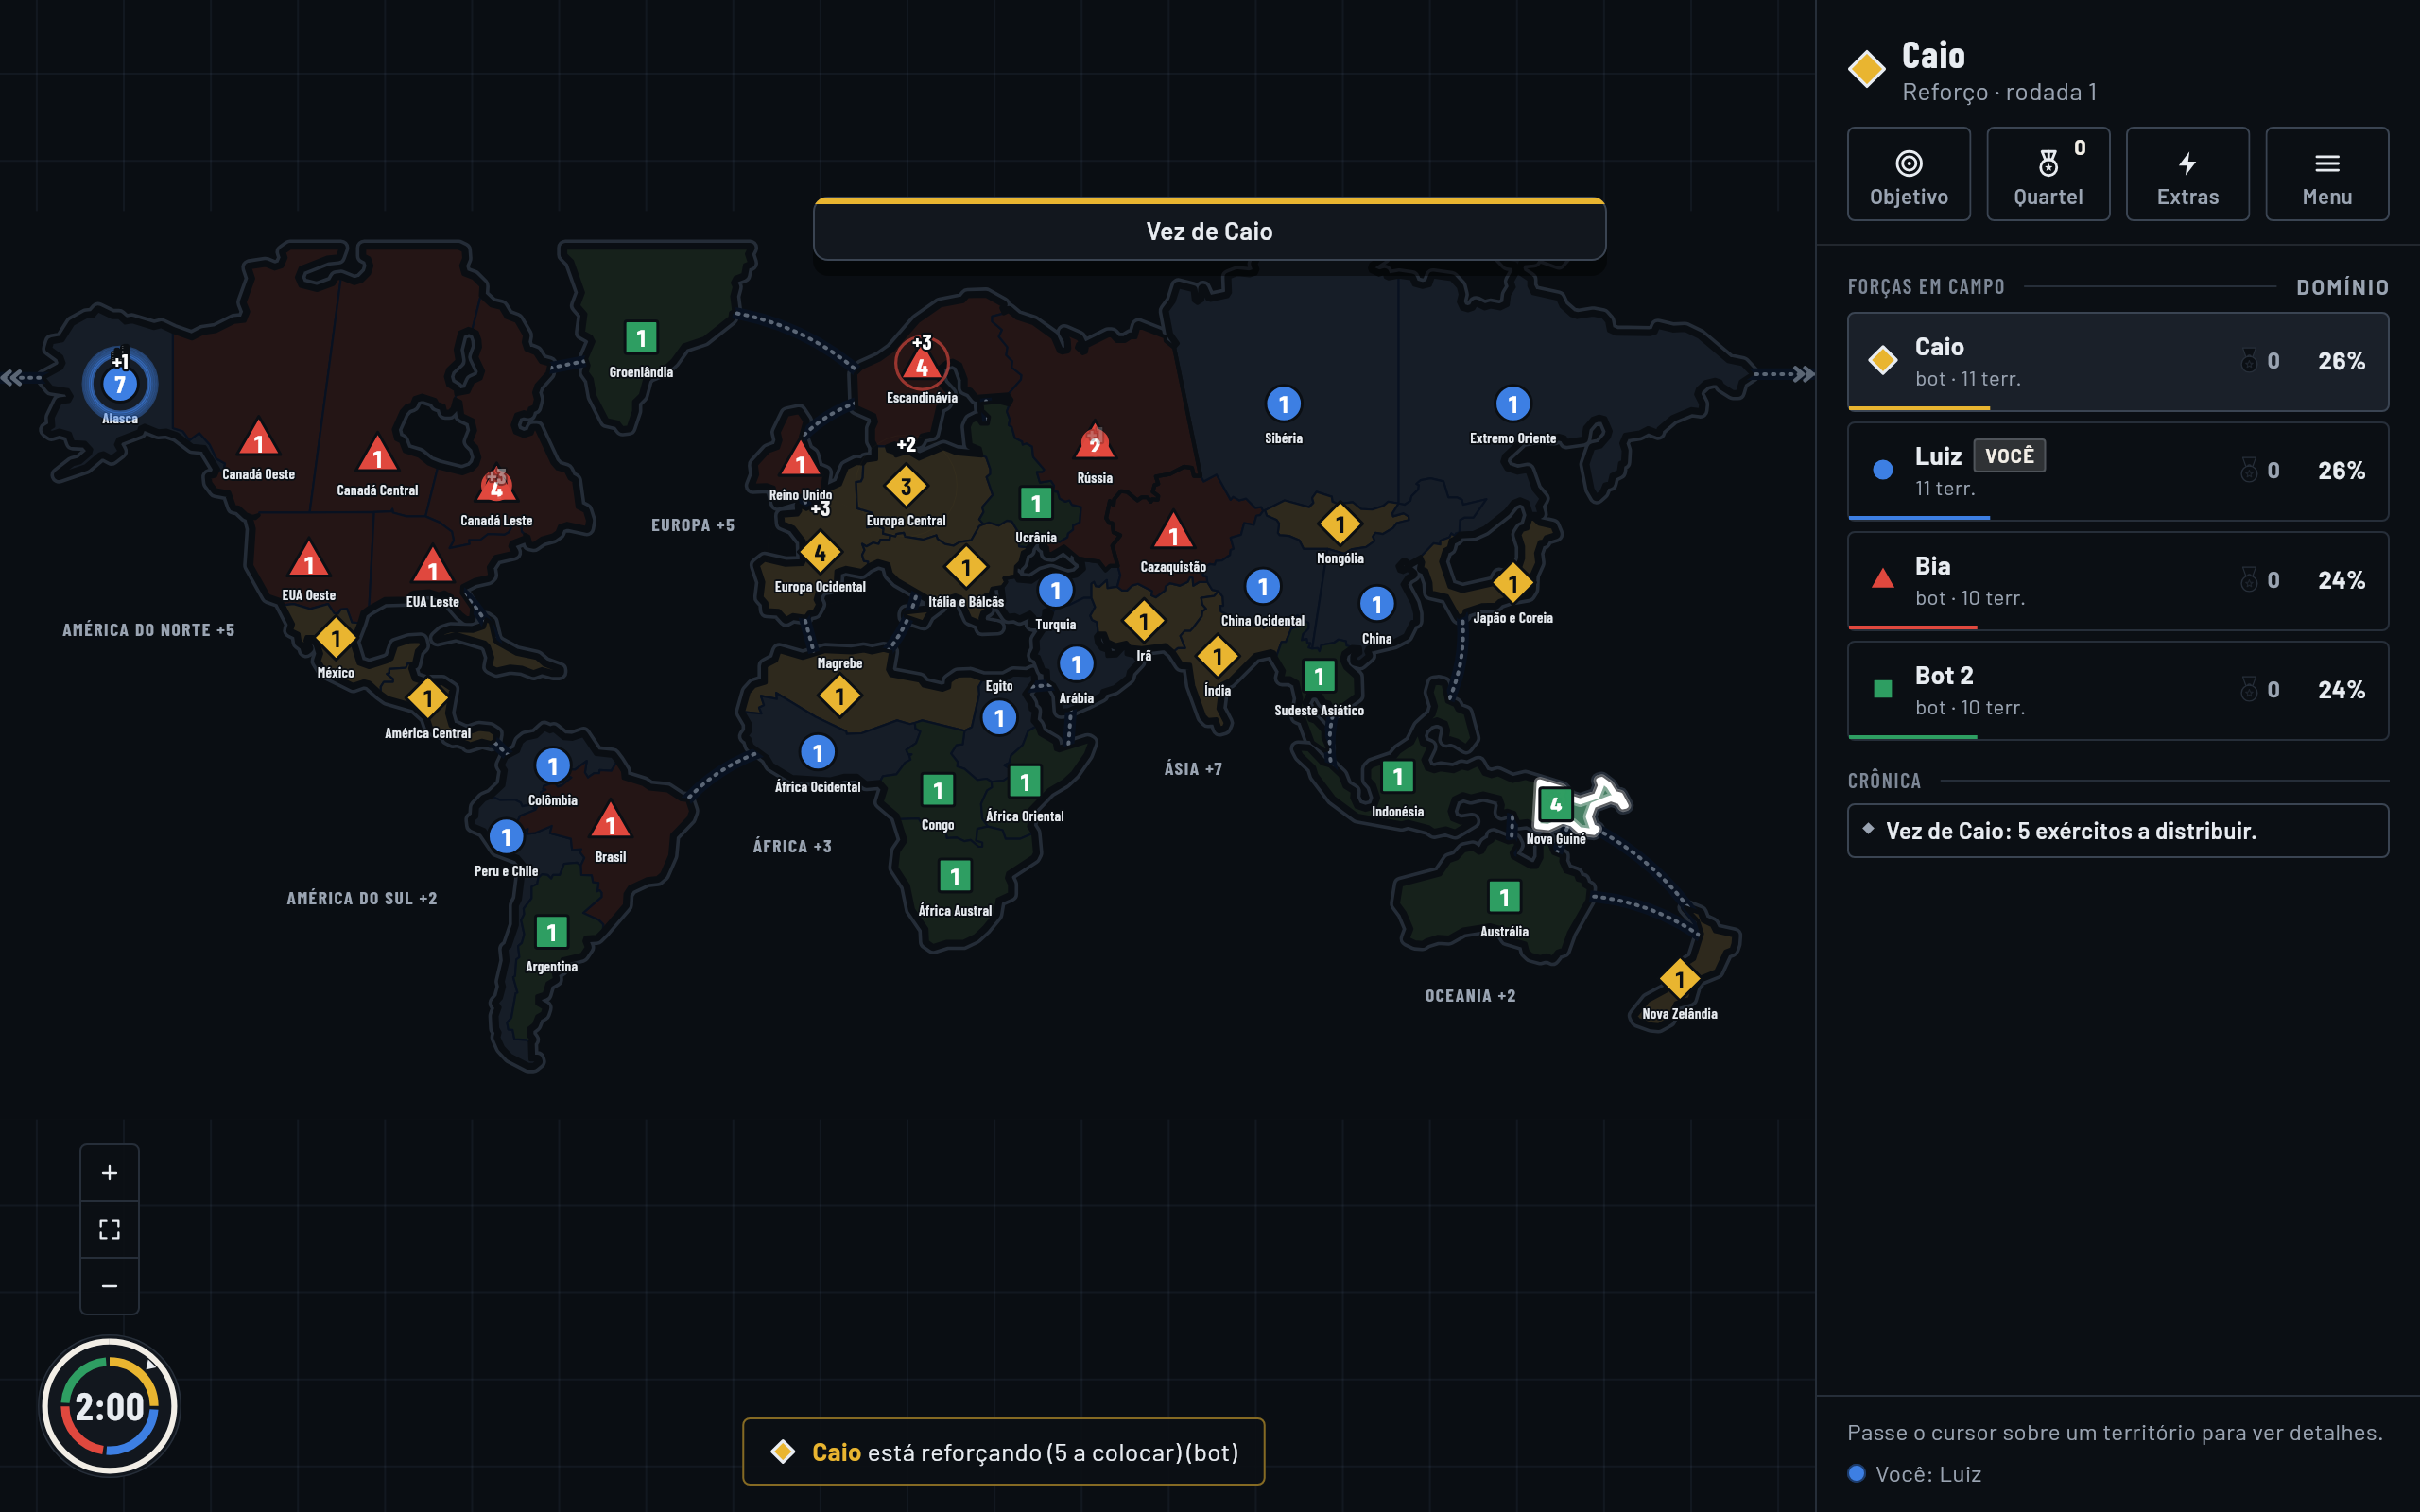 Caio
Reforço · rodada 1
Objetivo
0
Quartel
Extras
Menu
FORÇAS EM CAMPO
DOMÍNIO
Caio
bot · 11 terr.
0
26%
Luiz
VOCÊ
11 terr.
0
26%
Bia
bot · 10 terr.
0
24%
Bot 2
bot · 10 terr.
0
24%
CRÔNICA
Vez de Caio: 5 exércitos a distribuir.
Passe o cursor sobre um território para ver detalhes.
Você: Luiz
Vez de Caio
+1
7
Alasca
1
Canadá Oeste
1
Canadá Central
4
Canadá Leste
1
EUA Oeste
1
EUA Leste
AMÉRICA DO NORTE +5
1
México
1
América Central
1
Groenlândia
+3
4
Escandinávia
1
Reino Unido
+2
3
Europa Central
EUROPA +5
+3
4
Europa Ocidental
1
Itália e Bálcãs
1
Ucrânia
Rússia
1
Cazaquistão
1
Sibéria
1
Extremo Oriente
1
Mongólia
1
Japão e Coreia
1
China Ocidental
1
China
1
Turquia
1
Irã
1
Índia
1
Arábia
1
Sudeste Asiático
ÁSIA +7
Magrebe
1
Egito
1
1
África Ocidental
1
Congo
1
África Oriental
1
África Austral
ÁFRICA +3
1
Colômbia
1
Peru e Chile
1
Brasil
1
Argentina
AMÉRICA DO SUL +2
1
Indonésia
4
Nova Guiné
1
Austrália
1
Nova Zelândia
OCEANIA +2
+
−
2:00
Caio está reforçando (5 a colocar) (bot)